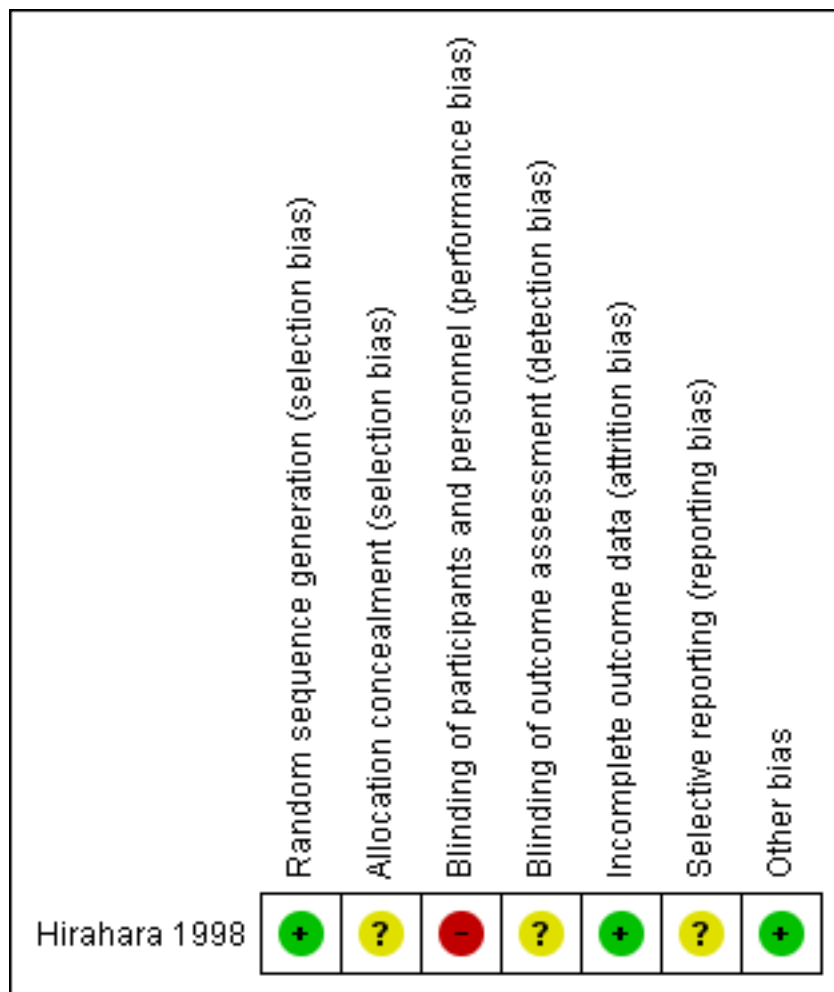 Random sequence generation (selection bias)
Allocation concealment (selection bias)
Blinding of participants and personnel (performance bias)
Blinding of outcome assessment (detection bias)
Incomplete outcome data (attrition bias)
Selective reporting (reporting bias)
Other bias
Hirahara 1998 + ? - ? + ? +